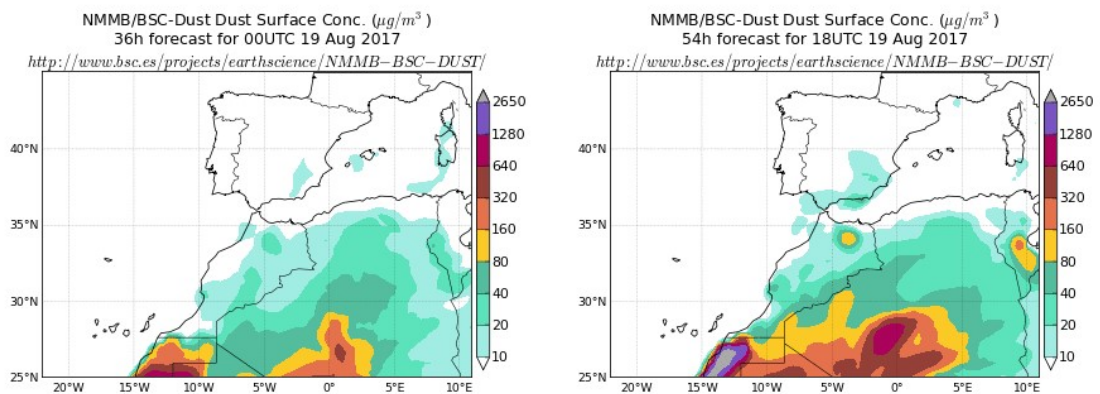 NMMB/BSC-Dust Dust Surface Conc. (μg/m³)
36h forecast for 00UTC 19 Aug 2017
http://www.bsc.es/projects/earthscience/NMMB−BSC−DUST/
40°N
35°N
30°N
25°N
20°W
15°W
10°W
5°W
0°
5°E
10°E
2650
1280
640
320
160
80
40
20
10
NMMB/BSC-Dust Dust Surface Conc. (μg/m³)
54h forecast for 18UTC 19 Aug 2017
http://www.bsc.es/projects/earthscience/NMMB−BSC−DUST/
40°N
35°N
30°N
25°N
20°W
15°W
10°W
5°W
0°
5°E
10°E
2650
1280
640
320
160
80
40
20
10